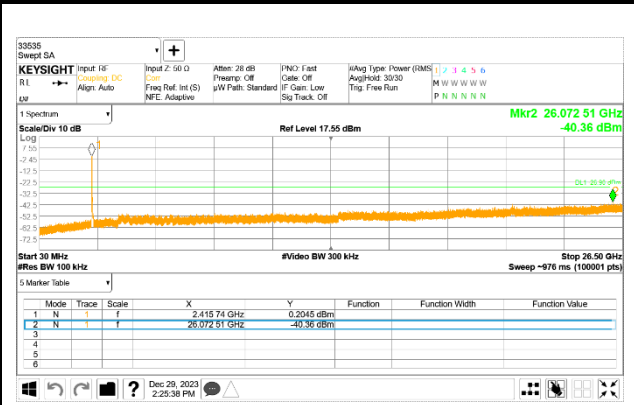 33535
Swept SA
KEYSIGHT
RL
Input: RF
Coupling: DC
Align: Auto
Input Z: 50 Ω
Corr
Freq Ref: Int (S)
NFE: Adaptive
Atten: 28 dB
Preamp: Off
µW Path: Standard
PNO: Fast
Gate: Off
IF Gain: Low
Sig Track: Off
#Avg Type: Power (RMS
Avg|Hold: 30/30
Trig: Free Run
1 2 3 4 5 6
M W W W W W
P N N N N N
1 Spectrum
Scale/Div 10 dB
Ref Level 17.55 dBm
Mkr2 26.072 51 GHz
-40.36 dBm
Log
7.55
-2.45
-12.5
-22.5
-32.5
-42.5
-52.5
-62.5
-72.5
Start 30 MHz
#Video BW 300 kHz
Stop 26.50 GHz
#Res BW 100 kHz
Sweep ~976 ms (100001 pts)
5 Marker Table
Mode Trace Scale X Y Function Function Width Function Value
1 N 1 f 2.415 74 GHz 0.2045 dBm
2 N 1 f 26.072 51 GHz -40.36 dBm
3
4
5
6
?
Dec 29, 2023
2:25:38 PM